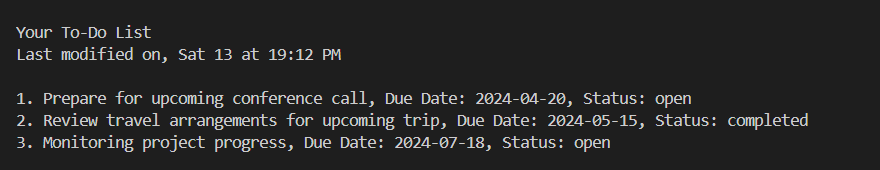 Your To-Do List
Last modified on, Sat 13 at 19:12 PM
1. Prepare for upcoming conference call, Due Date: 2024-04-20, Status: open
2. Review travel arrangements for upcoming trip, Due Date: 2024-05-15, Status: completed
3. Monitoring project progress, Due Date: 2024-07-18, Status: open